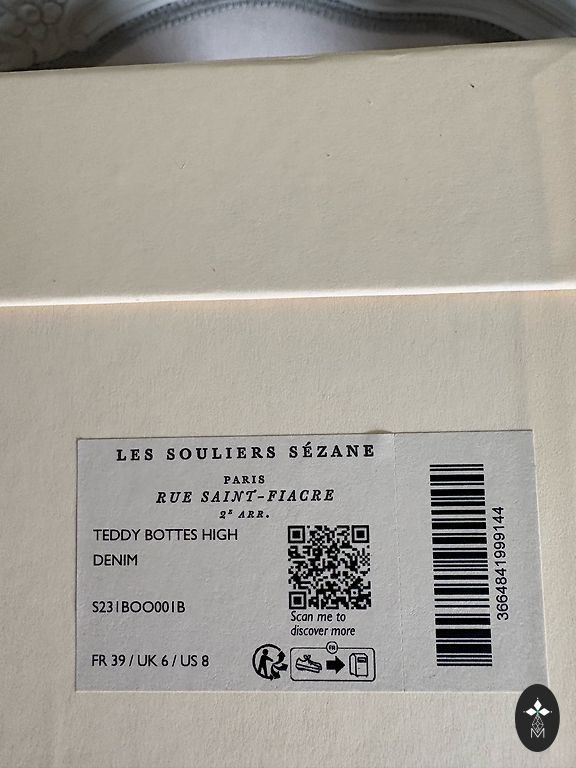 LES SOULIERS SÉZANE
PARIS
RUE SAINT-FIACRE
2E ARR.
TEDDY BOTTES HIGH
DENIM
S231BOO001B
Scan me to
discover more
FR
FR 39 / UK 6 / US 8
3664841999144
M